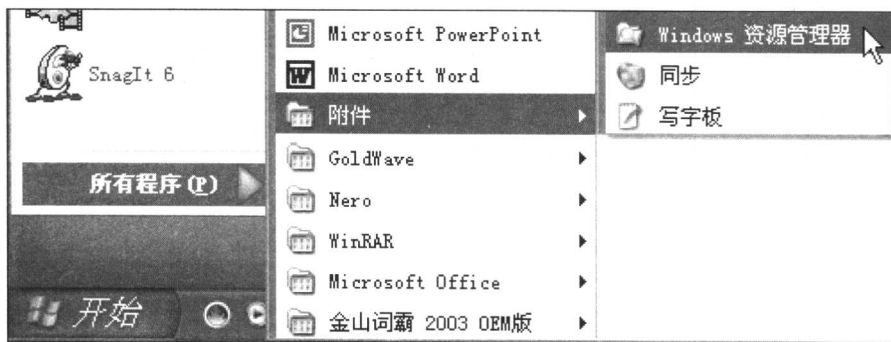 SnagIt 6
所有程序(P)
开始
Microsoft PowerPoint
Microsoft Word
附件
GoldWave
Nero
WinRAR
Microsoft Office
金山词霸 2003 OEM版
Windows 资源管理器
同步
写字板